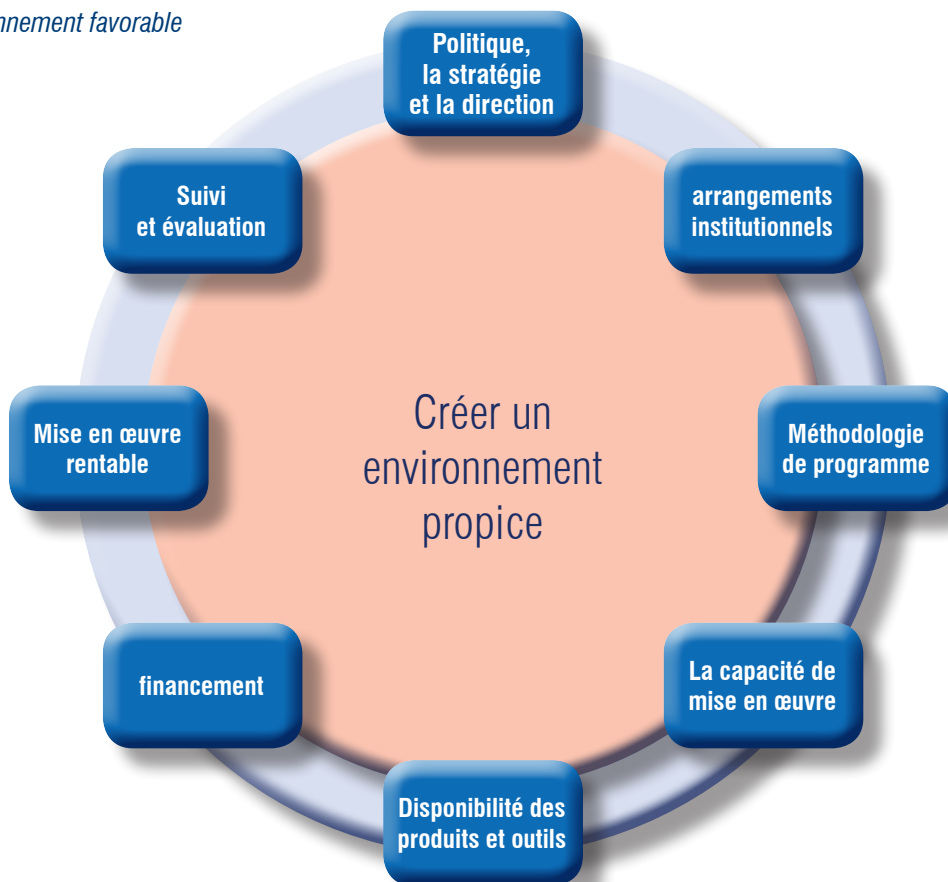 nnement favorable
Politique,
la stratégie
et la direction
arrangements
institutionnels
Méthodologie
de programme
La capacité de
mise en œuvre
Disponibilité des
produits et outils
financement
Mise en œuvre
rentable
Suivi
et évaluation
Créer un
environnement
propice